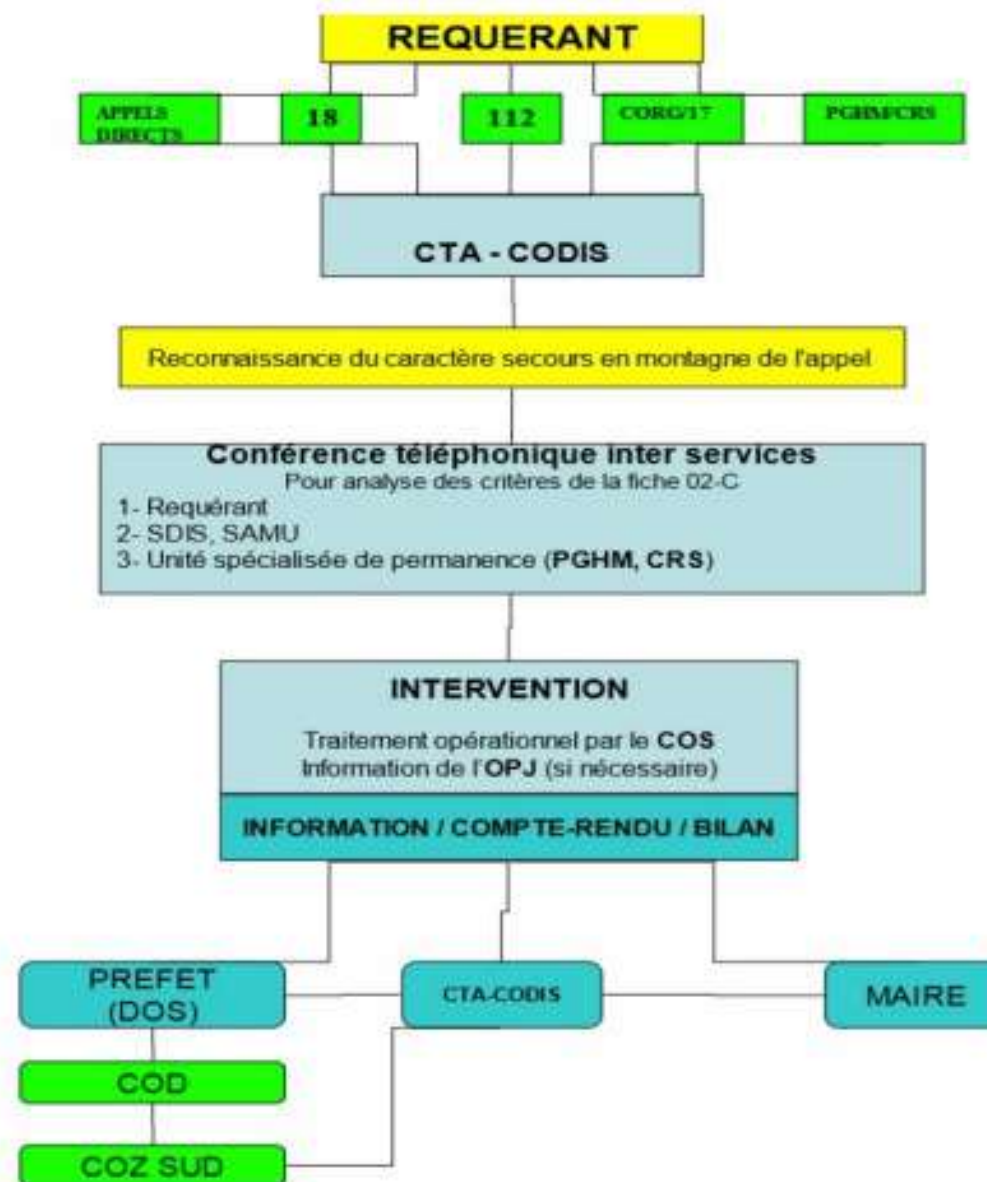 REQUERANT
APPELS
DIRECTS
18
112
CORG/17
PGHM/CRS
CTA - CODIS
Reconnaissance du caractère secours en montagne de l'appel
Conférence téléphonique inter services
Pour analyse des critères de la fiche 02-C
1- Requérant
2- SDIS, SAMU
3- Unité spécialisée de permanence (PGHM, CRS)
INTERVENTION
Traitement opérationnel par le COS
Information de l'OPJ (si nécessaire)
INFORMATION / COMPTE-RENDU / BILAN
PREFET
(DOS)
CTA-CODIS
MAIRE
COD
COZ SUD